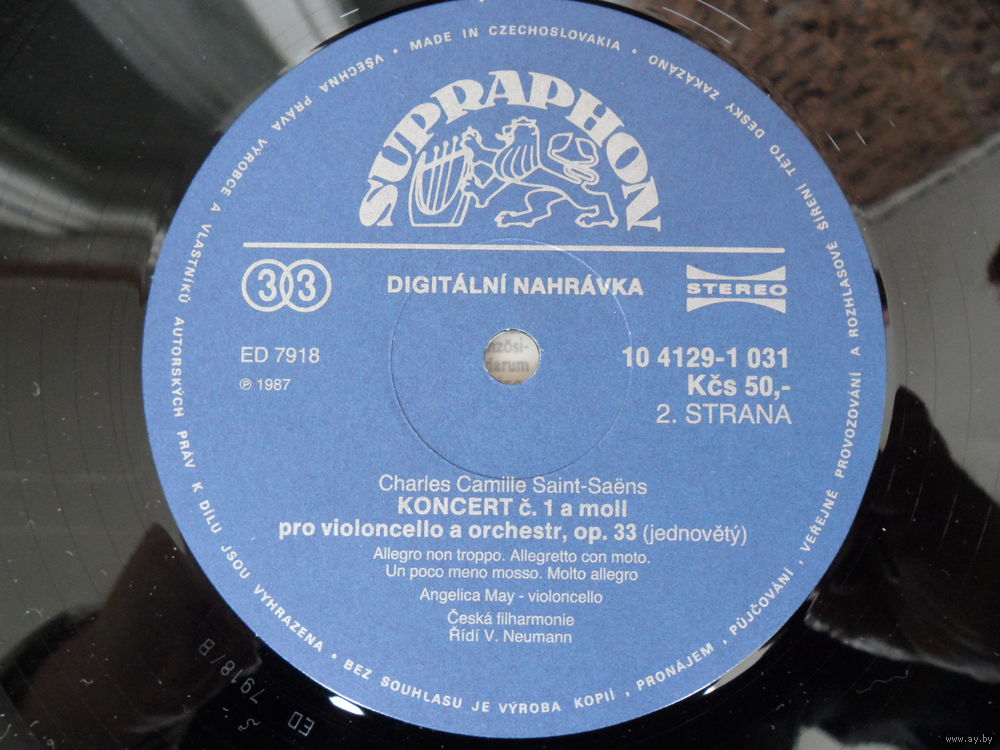 SUPRAPHON
33
DIGITÁLNÍ NAHRÁVKA
STEREO
ED 7918
℗ 1987
10 4129-1 031
Kčs 50,-
2. STRANA
Charles Camille Saint-Saëns
KONCERT č. 1 a moll
pro violoncello a orchestr, op. 33 (jednovětý)
Allegro non troppo. Allegretto con moto.
Un poco meno mosso. Molto allegro
Angelica May - violoncello
Česká filharmonie
Řídí V. Neumann
• MADE IN CZECHOSLOVAKIA •
VŠECHNA PRÁVA VÝROBCE A VLASTNÍKŮ AUTORSKÝCH PRÁV K DÍLU JSOU VYHRAZENA • BEZ SOUHLASU JE VÝROBA KOPIÍ, PRONÁJEM, PŮJČOVÁNÍ, VEŘEJNÉ PROVOZOVÁNÍ A ROZHLASOVÉ ŠÍŘENÍ TÉTO DESKY ZAKÁZÁNO
ED 7918/B
www.ay.by